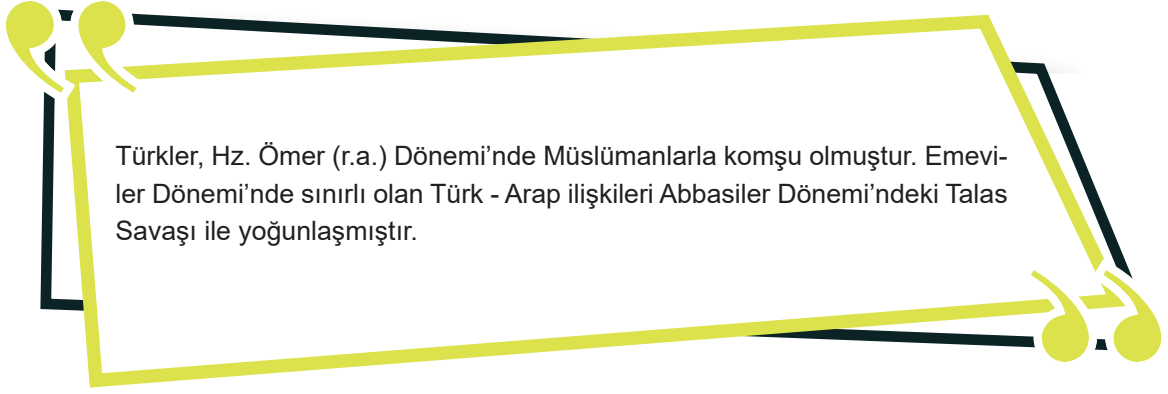 Türkler, Hz. Ömer (r.a.) Dönemi’nde Müslümanlarla komşu olmuştur. Emevi-
ler Dönemi’nde sınırlı olan Türk - Arap ilişkileri Abbasiler Dönemi’ndeki Talas
Savaşı ile yoğunlaşmıştır.